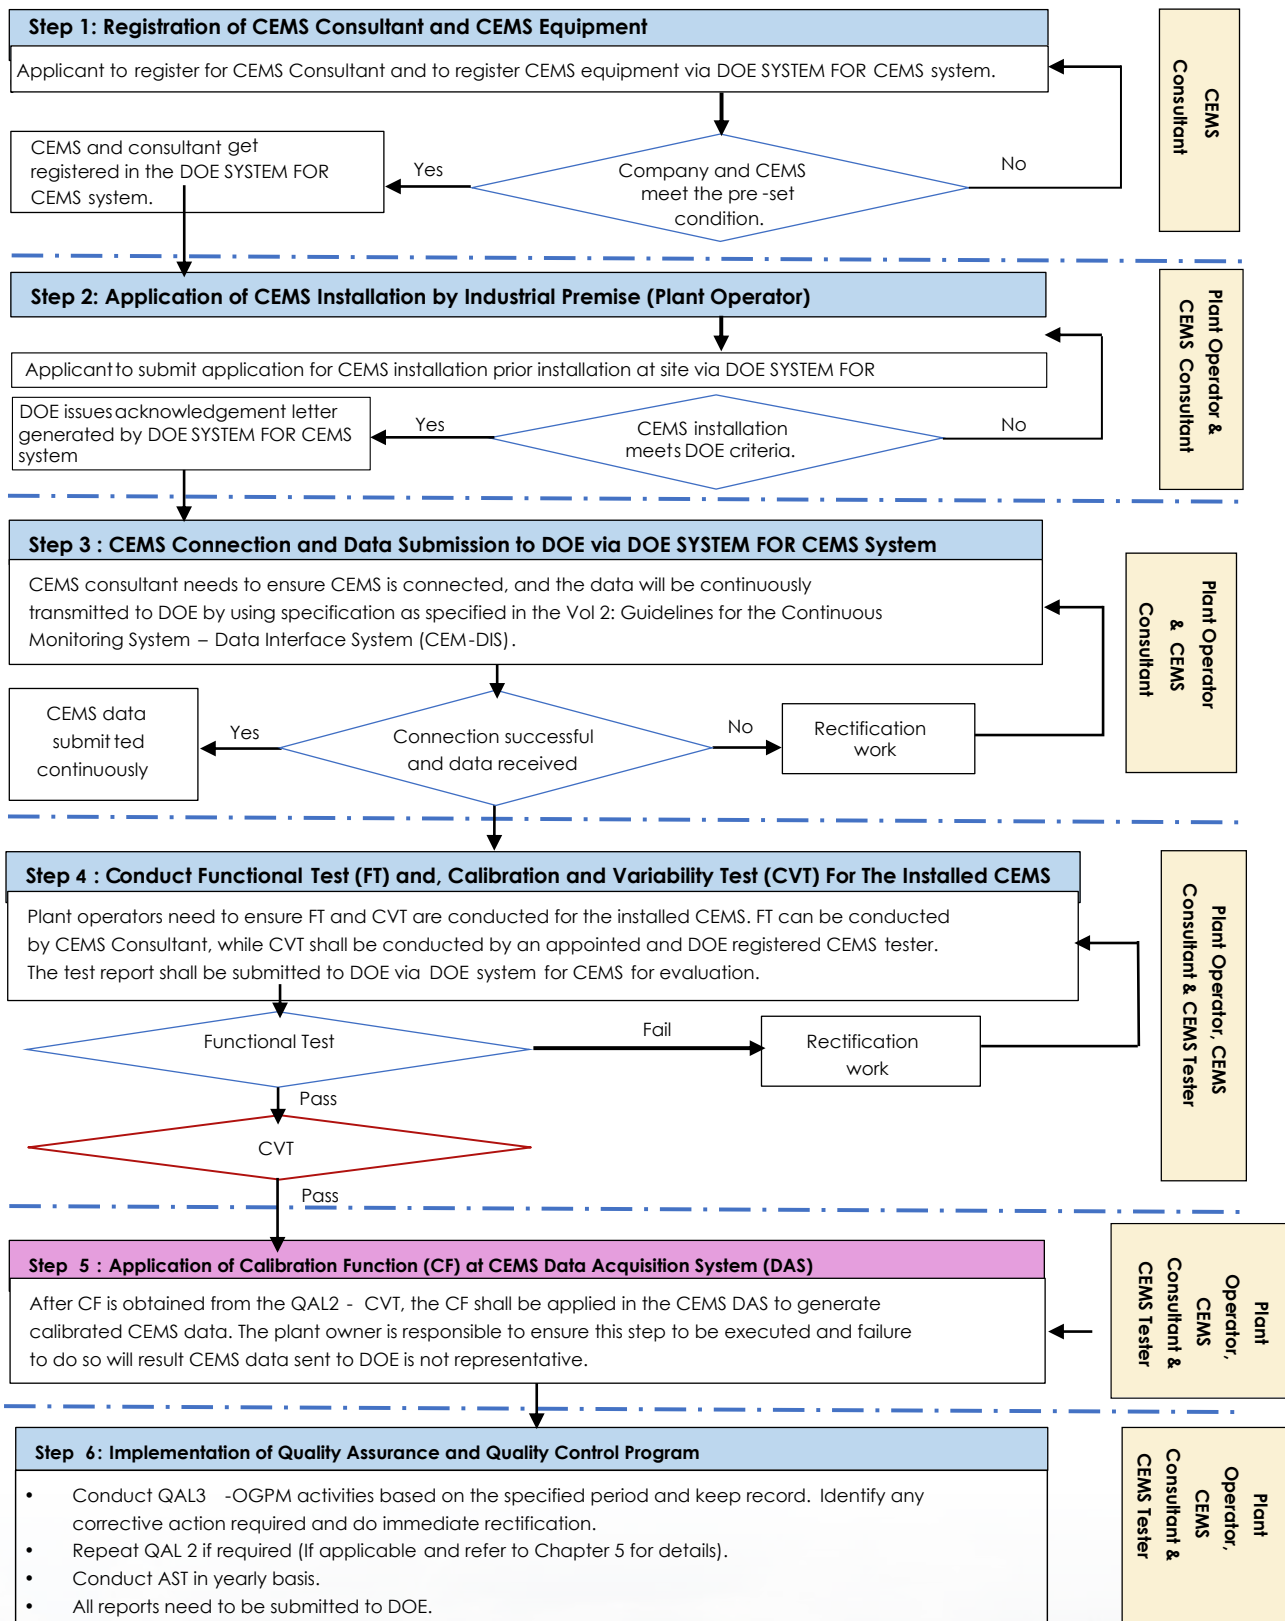 Step 1: Registration of CEMS Consultant and CEMS Equipment
Applicant to register for CEMS Consultant and to register CEMS equipment via DOE SYSTEM FOR CEMS system.
CEMS
Consultant
CEMS and consultant get
registered in the DOE SYSTEM FOR
CEMS system.
Yes
Company and CEMS
meet the pre -set
condition.
No
Step 2: Application of CEMS Installation by Industrial Premise (Plant Operator)
Applicant to submit application for CEMS installation prior installation at site via DOE SYSTEM FOR
Plant Operator &
CEMS Consultant
DOE issues acknowledgement letter
generated by DOE SYSTEM FOR CEMS
system
Yes
CEMS installation
meets DOE criteria.
No
Step 3 : CEMS Connection and Data Submission to DOE via DOE SYSTEM FOR CEMS System
CEMS consultant needs to ensure CEMS is connected, and the data will be continuously
transmitted to DOE by using specification as specified in the Vol 2: Guidelines for the Continuous
Monitoring System – Data Interface System (CEM-DIS).
Plant Operator
& CEMS
Consultant
CEMS data
submitted
continuously
Yes
Connection successful
and data received
No
Rectification
work
Step 4 : Conduct Functional Test (FT) and, Calibration and Variability Test (CVT) For The Installed CEMS
Plant operators need to ensure FT and CVT are conducted for the installed CEMS. FT can be conducted
by CEMS Consultant, while CVT shall be conducted by an appointed and DOE registered CEMS tester.
The test report shall be submitted to DOE via DOE system for CEMS for evaluation.
Plant Operator, CEMS
Consultant & CEMS Tester
Functional Test
Fail
Rectification
work
Pass
CVT
Pass
Step 5 : Application of Calibration Function (CF) at CEMS Data Acquisition System (DAS)
After CF is obtained from the QAL2 - CVT, the CF shall be applied in the CEMS DAS to generate
calibrated CEMS data. The plant owner is responsible to ensure this step to be executed and failure
to do so will result CEMS data sent to DOE is not representative.
Plant
Operator,
CEMS
Consultant &
CEMS Tester
Step 6: Implementation of Quality Assurance and Quality Control Program
• Conduct QAL3 -OGPM activities based on the specified period and keep record. Identify any
corrective action required and do immediate rectification.
• Repeat QAL 2 if required (If applicable and refer to Chapter 5 for details).
• Conduct AST in yearly basis.
• All reports need to be submitted to DOE.
Plant
Operator,
CEMS
Consultant &
CEMS Tester